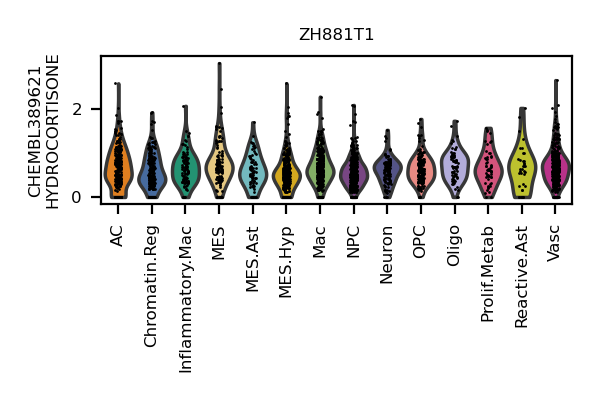 ZH881T1
CHEMBL389621
HYDROCORTISONE
2
0
AC
Chromatin.Reg
Inflammatory.Mac
MES
MES.Ast
MES.Hyp
Mac
NPC
Neuron
OPC
Oligo
Prolif.Metab
Reactive.Ast
Vasc